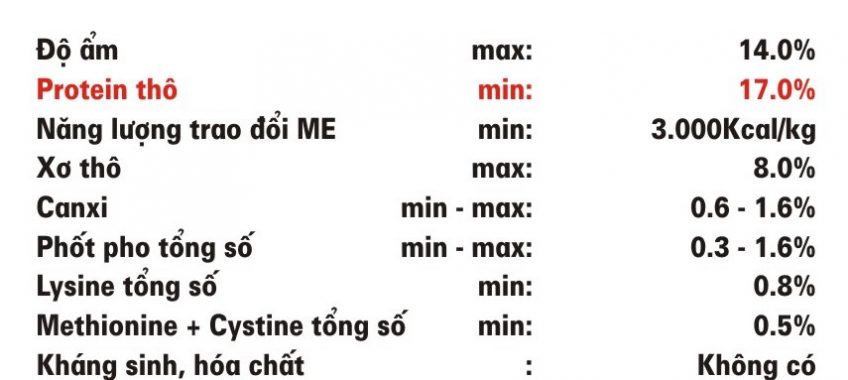 Độ ẩm max: 14.0%
Protein thô min: 17.0%
Năng lượng trao đổi ME min: 3.000Kcal/kg
Xơ thô max: 8.0%
Canxi min - max: 0.6 - 1.6%
Phốt pho tổng số min - max: 0.3 - 1.6%
Lysine tổng số min: 0.8%
Methionine + Cystine tổng số min: 0.5%
Kháng sinh, hóa chất : Không có